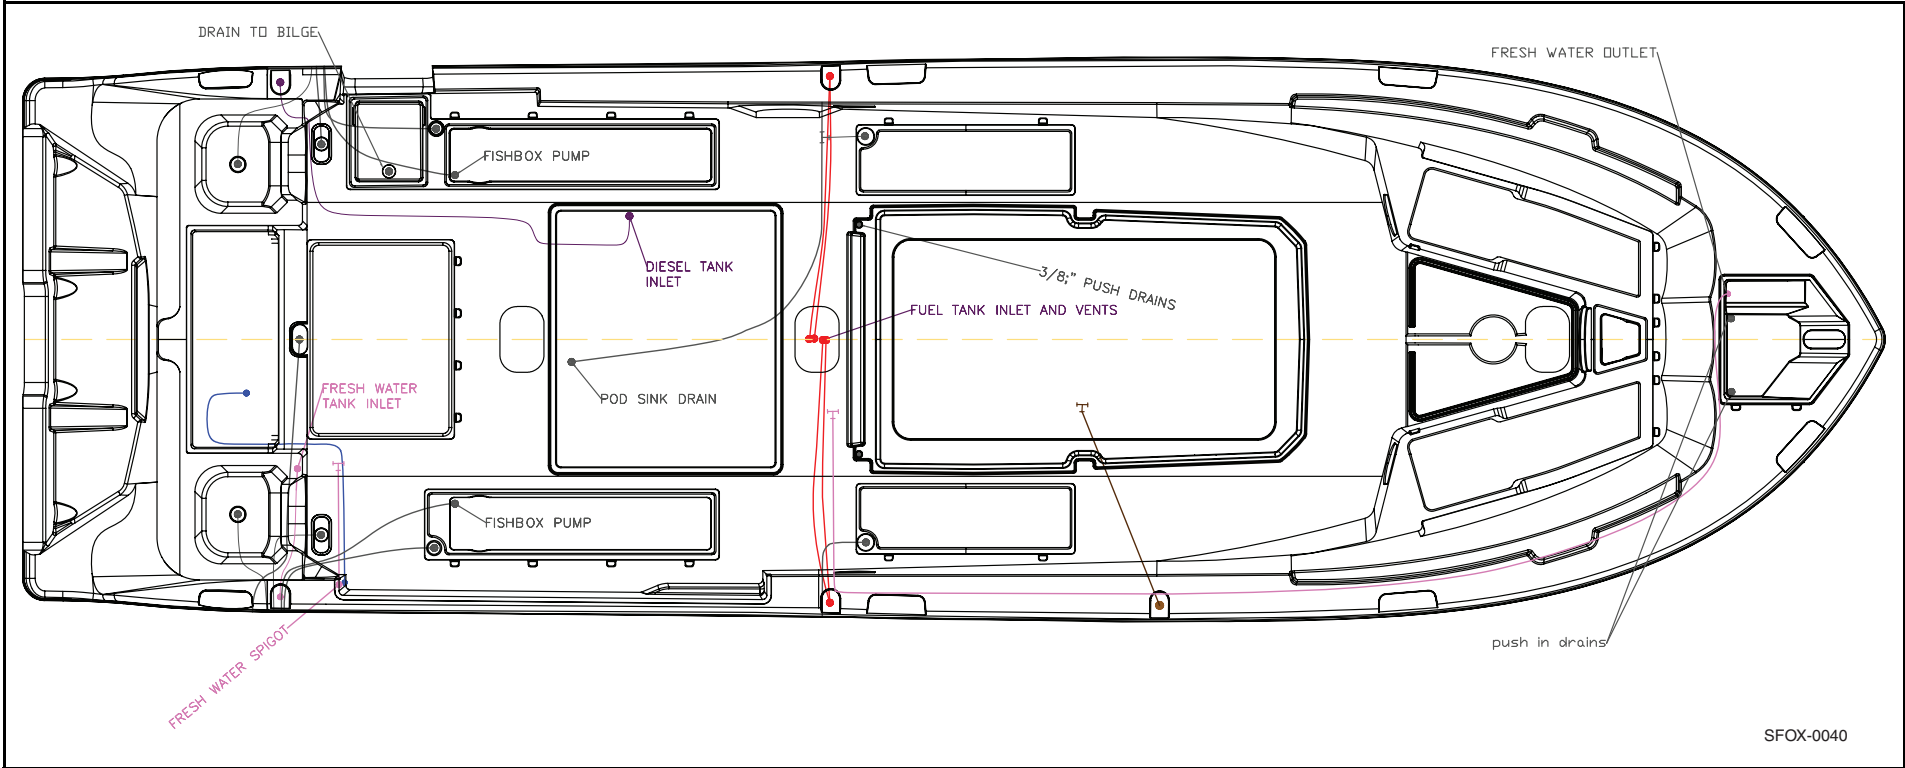 DRAIN TO BILGE
FRESH WATER OUTLET
FISHBOX PUMP
DIESEL TANK
INLET
3/8;" PUSH DRAINS
FUEL TANK INLET AND VENTS
FRESH WATER
TANK INLET
POD SINK DRAIN
FISHBOX PUMP
FRESH WATER SPIGOT
push in drains
SFOX-0040